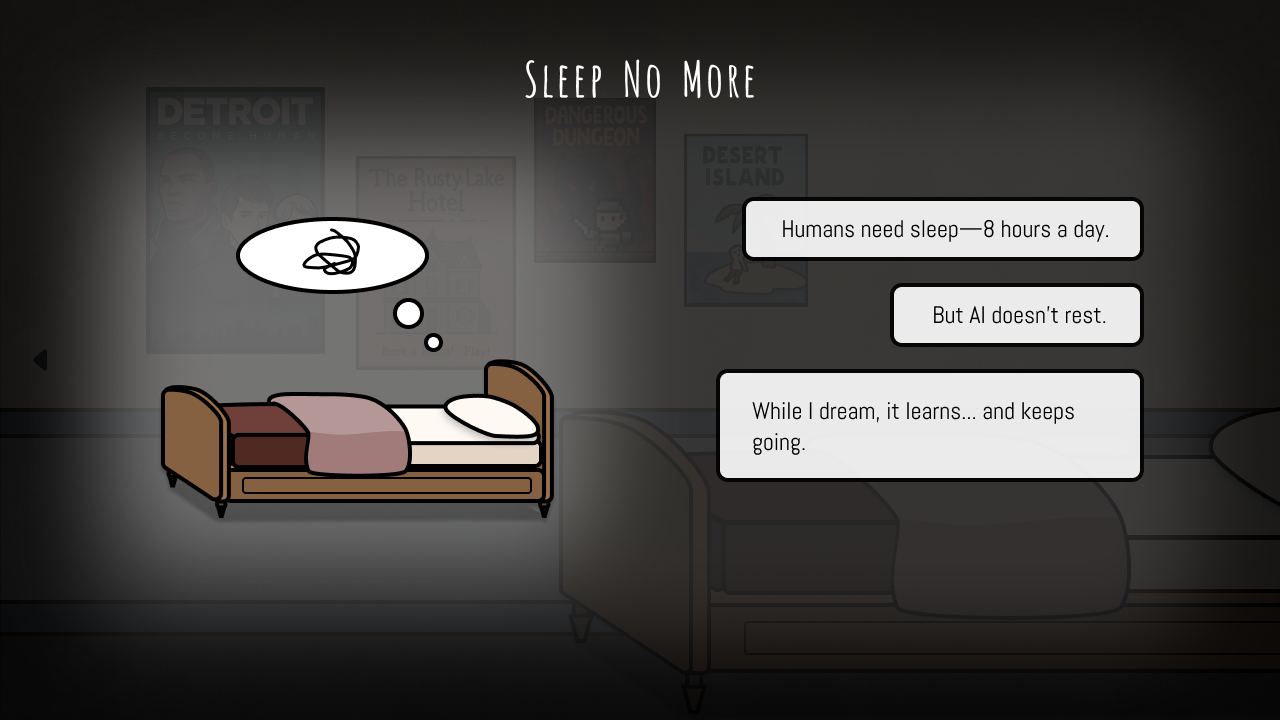 Sleep No More
DETROIT
BECOME HUMAN
The Rusty Lake
Hotel
DANGEROUS
DUNGEON
DESERT
ISLAND
Humans need sleep—8 hours a day.
But AI doesn't rest.
While I dream, it learns... and keeps
going.